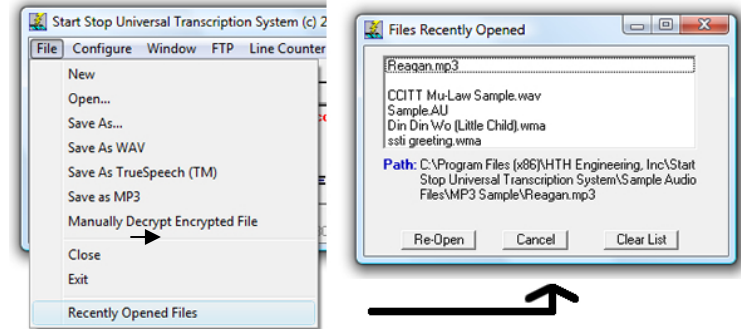 Start Stop Universal Transcription System (c) 2
File Configure Window FTP Line Counter
New
Open...
Save As...
Save As WAV
Save As TrueSpeech (TM)
Save as MP3
Manually Decrypt Encrypted File
Close
Exit
Recently Opened Files
Files Recently Opened
Reagan.mp3
CCITT Mu-Law Sample.wav
Sample.AU
Din Din Wo (Little Child).wma
ssti greeting.wma
Path: C:\Program Files (x86)\HTH Engineering, Inc\Start
Stop Universal Transcription System\Sample Audio
Files\MP3 Sample\Reagan.mp3
Re-Open Cancel Clear List